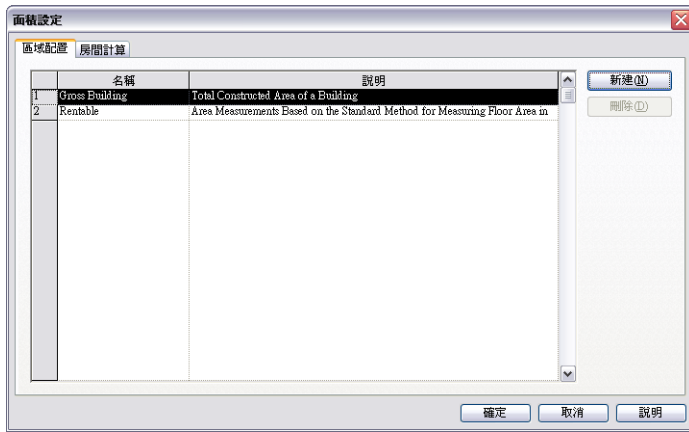 面積設定
區域配置 房間計算
名稱 説明
1 Gross Building Total Constructed Area of a Building
2 Rentable Area Measurements Based on the Standard Method for Measuring Floor Area in
新建(N)
刪除(D)
確定 取消 説明